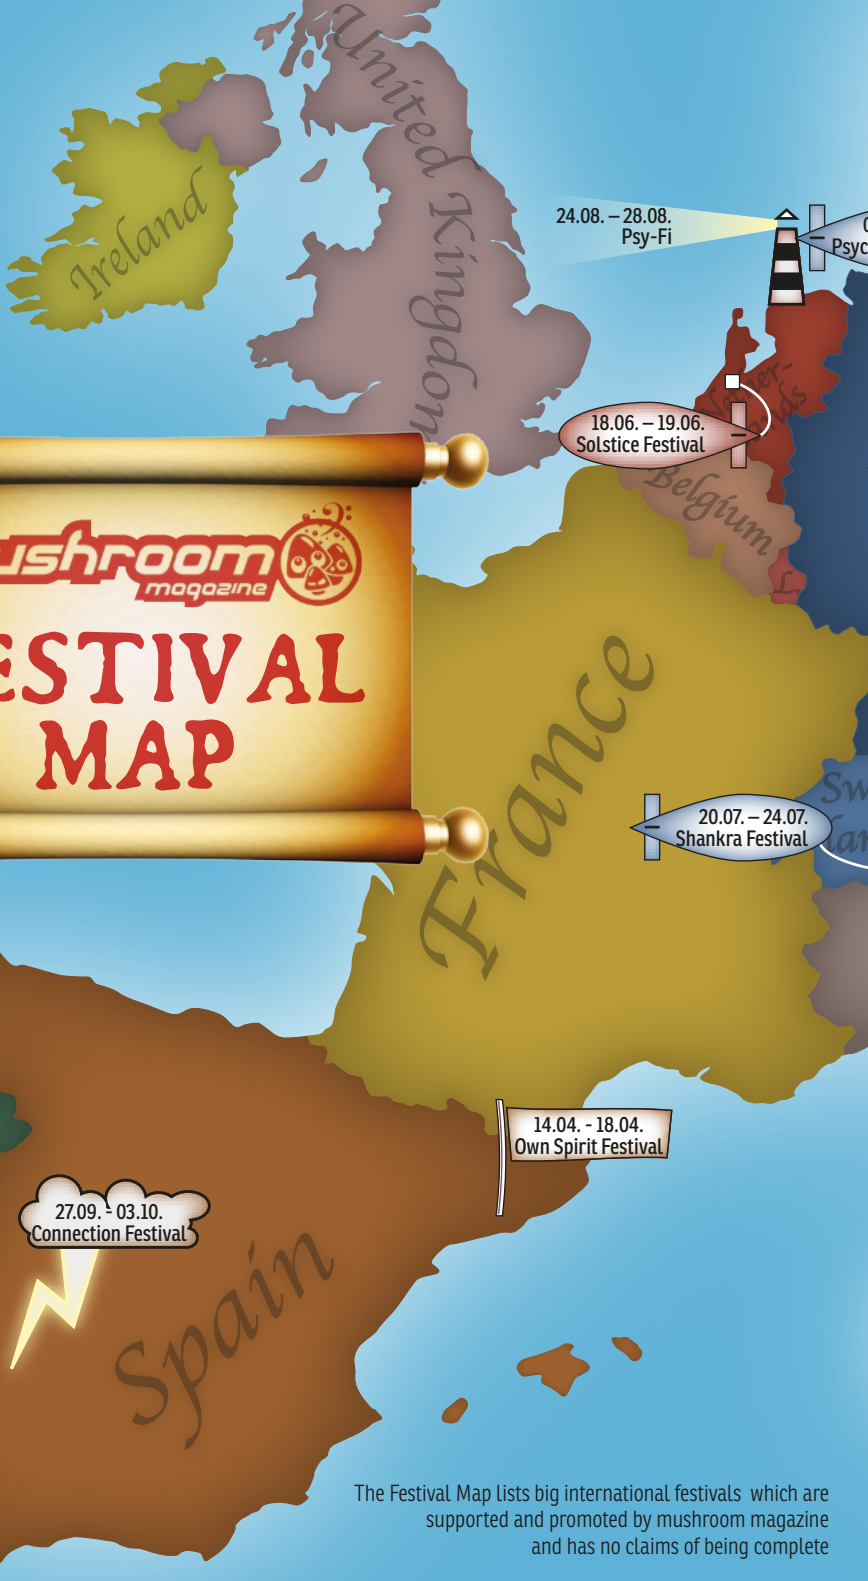 United Kingdom
Ireland
24.08. – 28.08.
Psy-Fi
Nether-
lands
18.06. – 19.06.
Solstice Festival
Belgium
L.
magazine
MAP
France
20.07. – 24.07.
Shankra Festival
14.04. - 18.04.
Own Spirit Festival
27.09. - 03.10.
Connection Festival
Spain
The Festival Map lists big international festivals which are
supported and promoted by mushroom magazine
and has no claims of being complete